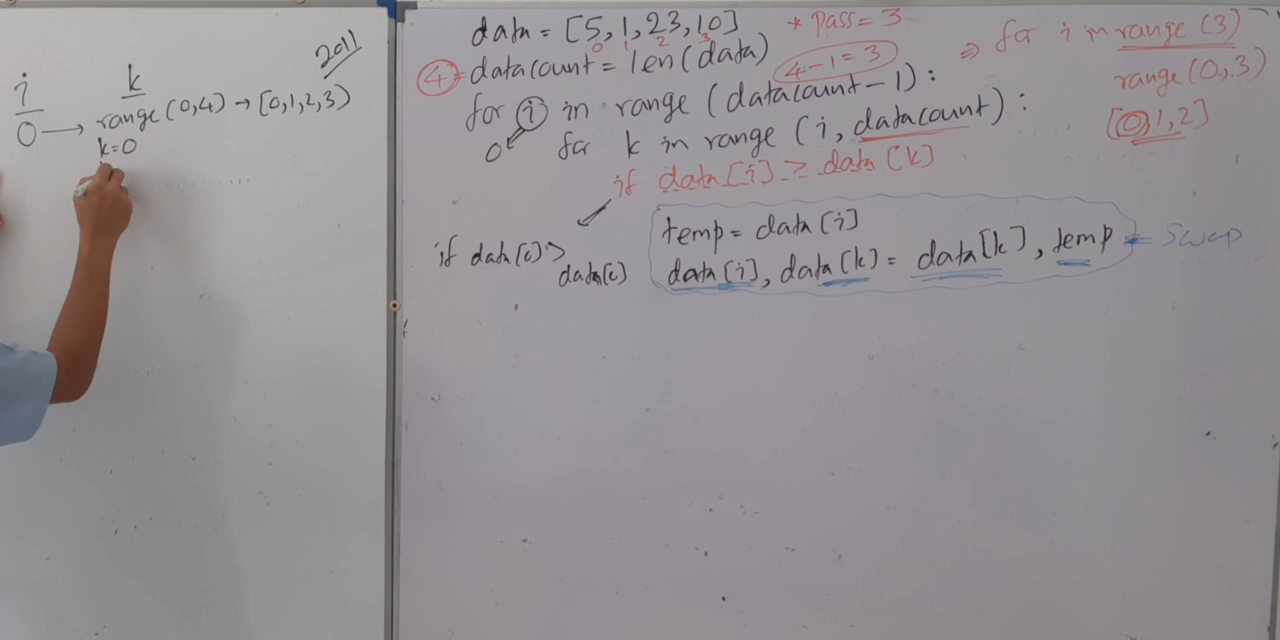 2011
i
k
0 → range (0,4) → [0,1,2,3)
k=0
data = [5, 1, 23, 10]
0 1 2 3
* pass = 3
④= datacount = len(data)
4-1=3
for i in range (datacount-1) :
0
for k in range (i, datacount) :
if data[i] > data[k]
if data(c)>
data(c)
temp = data[i]
data[i], data[k] = data[k], temp = swap
⇒ for i in range (3)
range (0, 3)
[0, 1, 2]